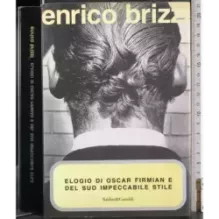 enrico brizz
ELOGIO DI OSCAR FIRMIAN E
DEL SUO IMPECCABILE STILE
Baldini&Castoldi